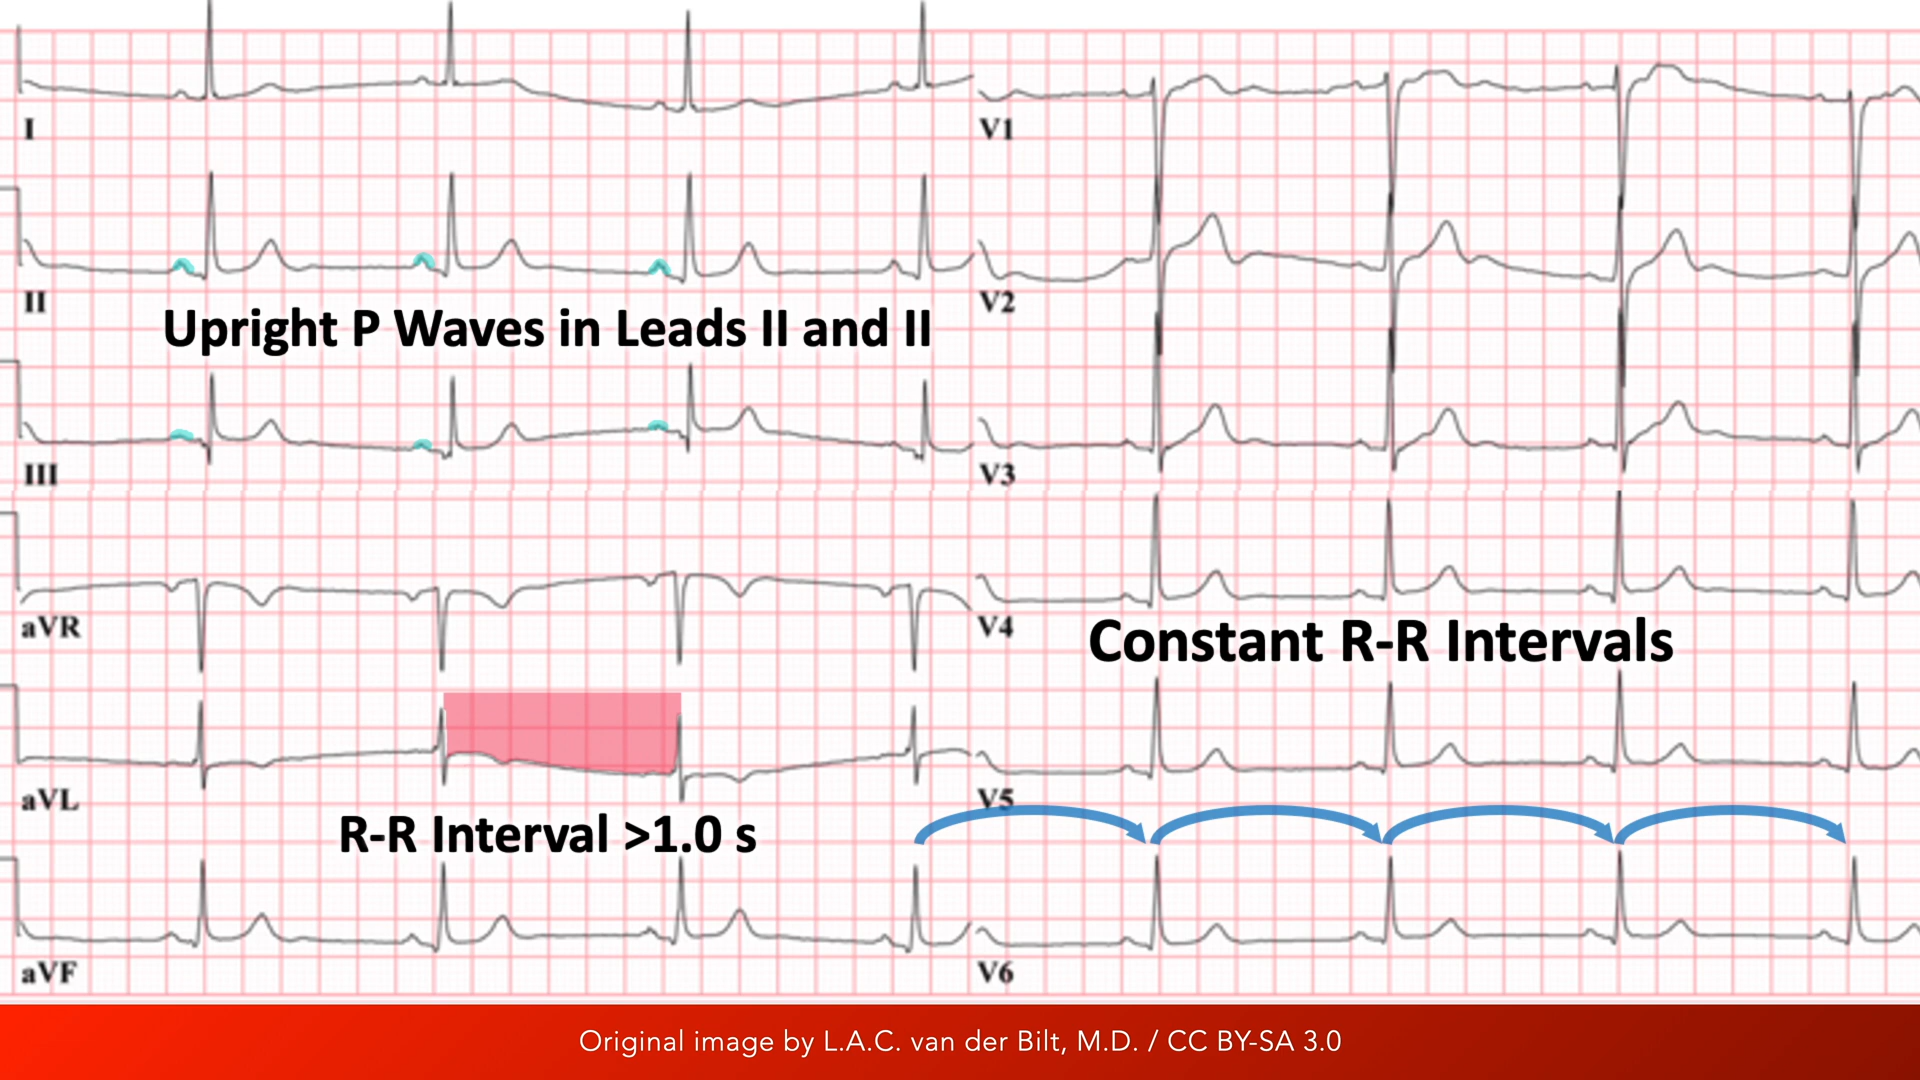 I
V1
II
V2
Upright P Waves in Leads II and II
III
V3
aVR
V4
Constant R-R Intervals
aVL
V5
R-R Interval >1.0 s
aVF
V6
Original image by L.A.C. van der Bilt, M.D. / CC BY-SA 3.0